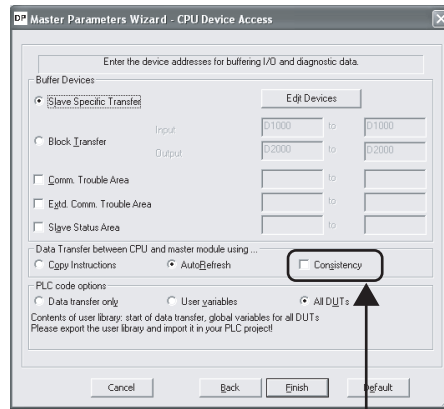 DP Master Parameters Wizard - CPU Device Access
Enter the device addresses for buffering I/O and diagnostic data.
Buffer Devices
Slave Specific Transfer
Edit Devices
Input D1000 to D1000
Block Transfer
Output D2000 to D2000
Comm. Trouble Area to
Extd. Comm. Trouble Area to
Slave Status Area to
Data Transfer between CPU and master module using ...
Copy Instructions AutoRefresh Consistency
PLC code options
Data transfer only User variables All DUTs
Contents of user library: start of data transfer, global variables for all DUTs
Please export the user library and import it in your PLC project!
Cancel Back Finish Default